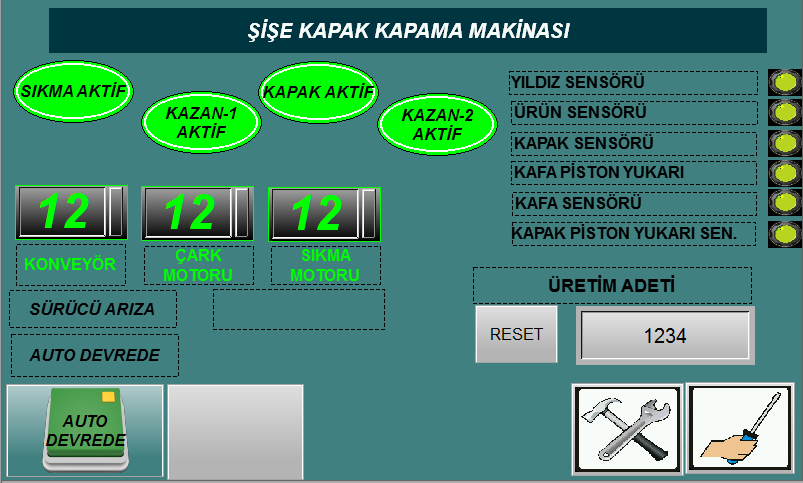 ŞİŞE KAPAK KAPAMA MAKİNASI
SIKMA AKTİF
KAZAN-1
AKTİF
KAPAK AKTİF
KAZAN-2
AKTİF
YILDIZ SENSÖRÜ
ÜRÜN SENSÖRÜ
KAPAK SENSÖRÜ
KAFA PİSTON YUKARI
KAFA SENSÖRÜ
KAPAK PİSTON YUKARI SEN.
12
12
12
KONVEYÖR
ÇARK
MOTORU
SIKMA
MOTORU
SÜRÜCÜ ARIZA
AUTO DEVREDE
ÜRETİM ADETİ
RESET
1234
AUTO
DEVREDE